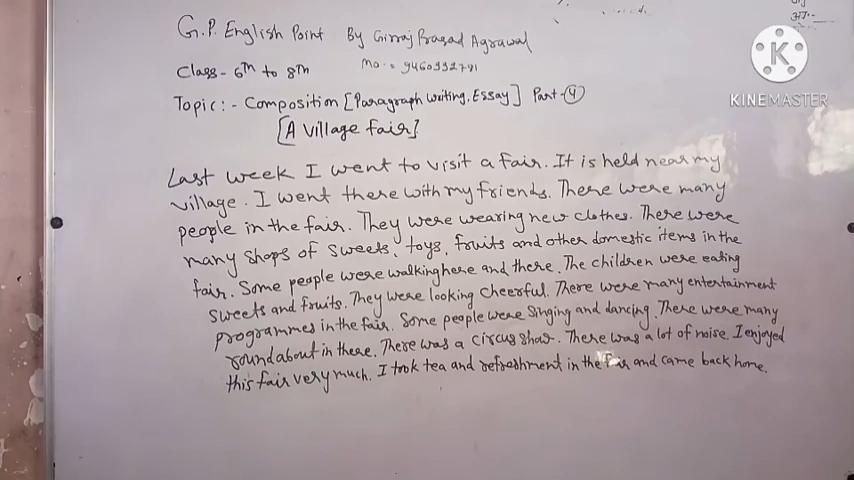 G.P. English Point By Girraj Prasad Agrawal
Class - 6th to 8th Mo. = 9460992791
Topic :- Composition [Paragraph writing, Essay] Part - 4
[A village fair]
Last week I went to visit a fair. It is held near my
village. I went there with my friends. There were many
people in the fair. They were wearing new clothes. There were
many shops of sweets, toys, fruits and other domestic items in the
fair. Some people were walking here and there. The children were eating
sweets and fruits. They were looking cheerful. There were many entertainment
programmes in the fair. Some people were singing and dancing. There were many
roundabout in there. There was a circus show. There was a lot of noise. I enjoyed
this fair very much. I took tea and refreshment in the fair and came back home.
K
KINEMASTER